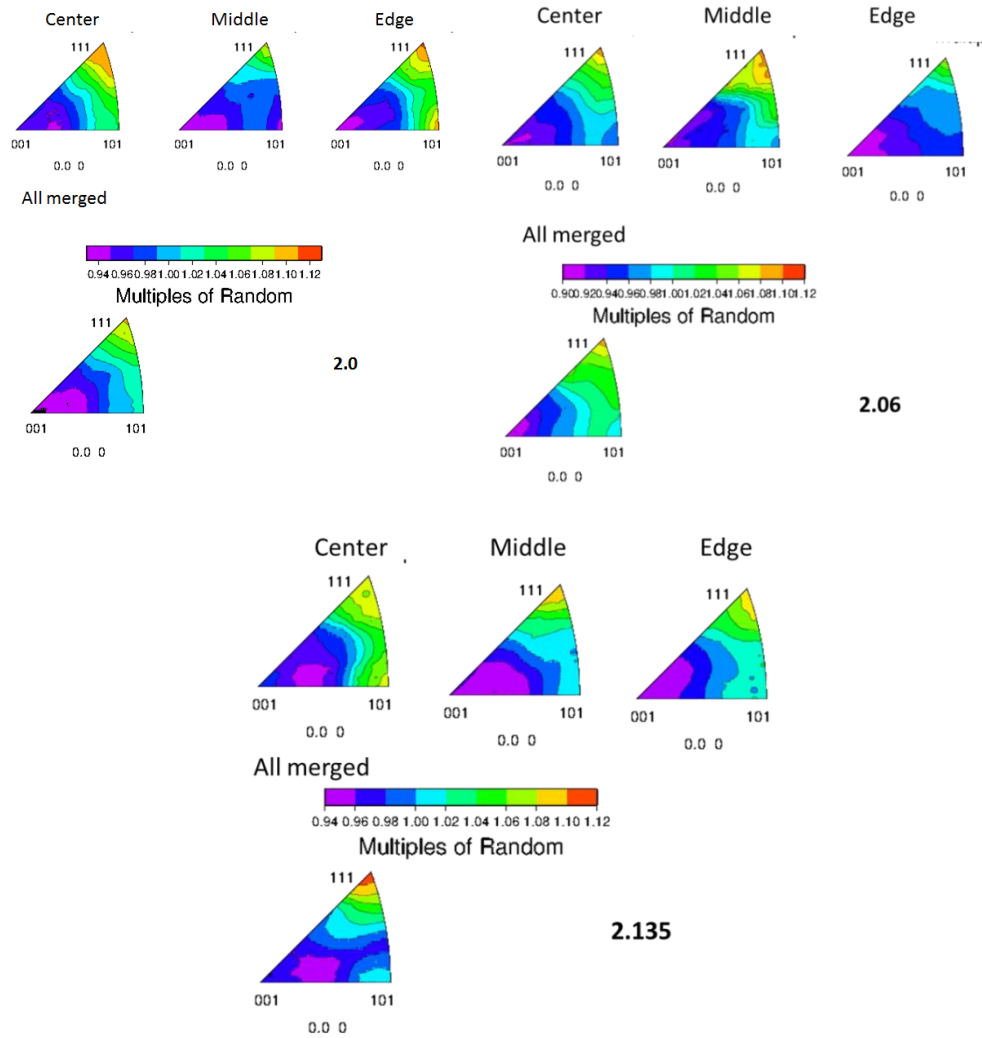 Center Middle Edge
111 111 111
001 101 001 101 001 101
0.0 0 0.0 0 0.0 0
All merged
0.94 0.96 0.98 1.00 1.02 1.04 1.06 1.08 1.10 1.12
Multiples of Random
111
2.0
001 101
0.0 0
Center Middle Edge
111 111 111
001 101 001 101 001 101
0.0 0 0.0 0 0.0 0
All merged
0.90 0.92 0.94 0.96 0.98 1.00 1.02 1.04 1.06 1.08 1.10 1.12
Multiples of Random
111
2.06
001 101
0.0 0
Center Middle Edge
111 111 111
001 101 001 101 001 101
0.0 0 0.0 0 0.0 0
All merged
0.94 0.96 0.98 1.00 1.02 1.04 1.06 1.08 1.10 1.12
Multiples of Random
111
2.135
001 101
0.0 0